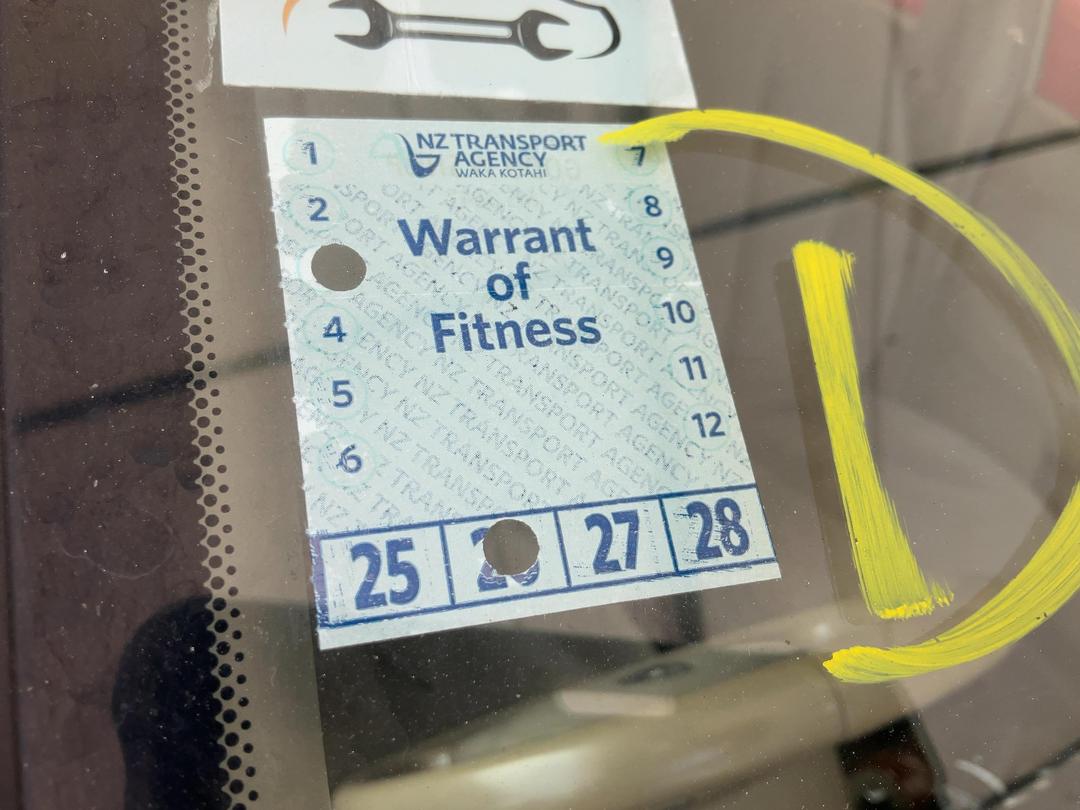 NZ TRANSPORT
AGENCY
WAKA KOTAHI
Warrant
of
Fitness
1
2
4
5
6
7
8
9
10
11
12
25 27 28